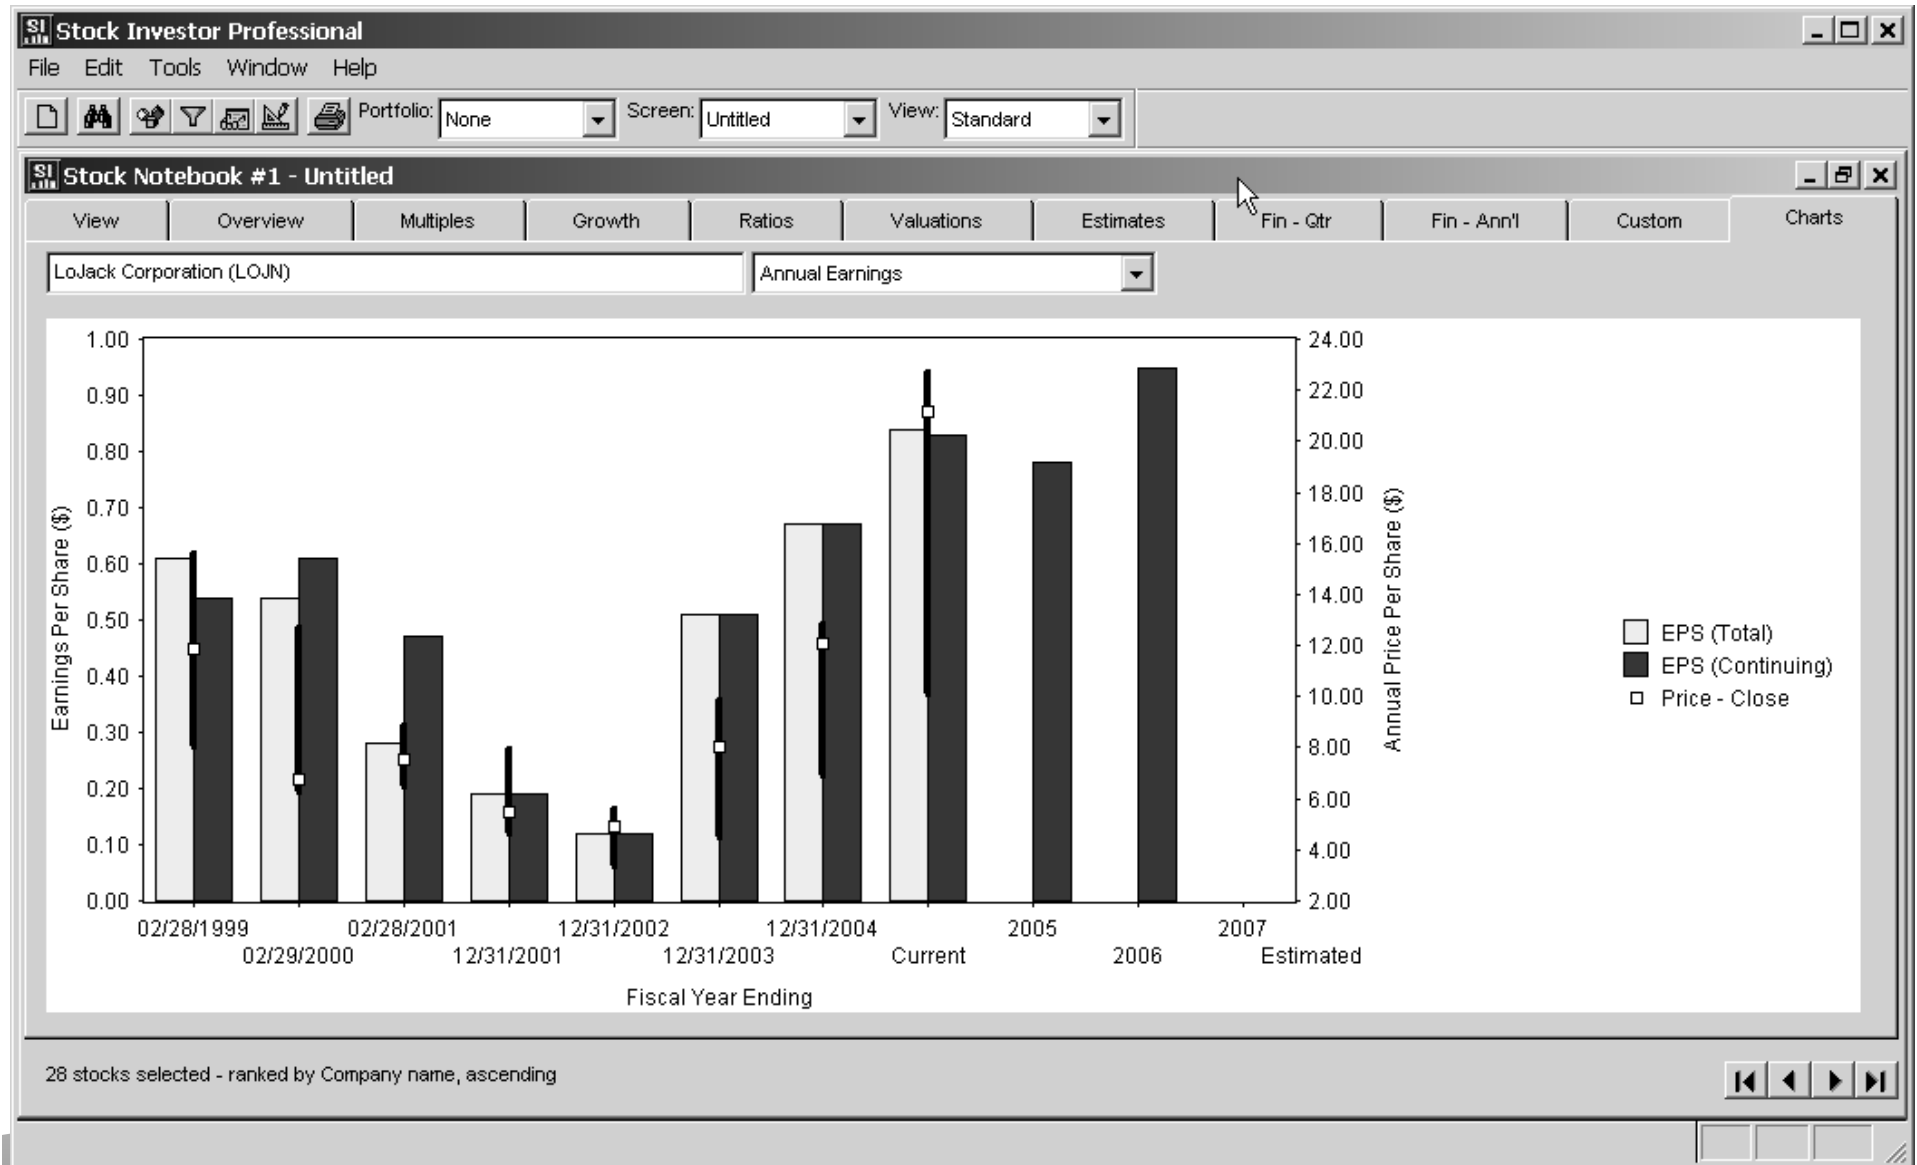 SI Stock Investor Professional
File Edit Tools Window Help
Portfolio: None Screen: Untitled View: Standard
SI Stock Notebook #1 - Untitled
View Overview Multiples Growth Ratios Valuations Estimates Fin - Qtr Fin - Ann'l Custom Charts
LoJack Corporation (LOJN) Annual Earnings
1.00
0.90
0.80
0.70
0.60
0.50
0.40
0.30
0.20
0.10
0.00
Earnings Per Share ($)
24.00
22.00
20.00
18.00
16.00
14.00
12.00
10.00
8.00
6.00
4.00
2.00
Annual Price Per Share ($)
EPS (Total)
EPS (Continuing)
Price - Close
02/28/1999 02/28/2001 12/31/2002 12/31/2004 2005 2007
02/29/2000 12/31/2001 12/31/2003 Current 2006 Estimated
Fiscal Year Ending
28 stocks selected - ranked by Company name, ascending